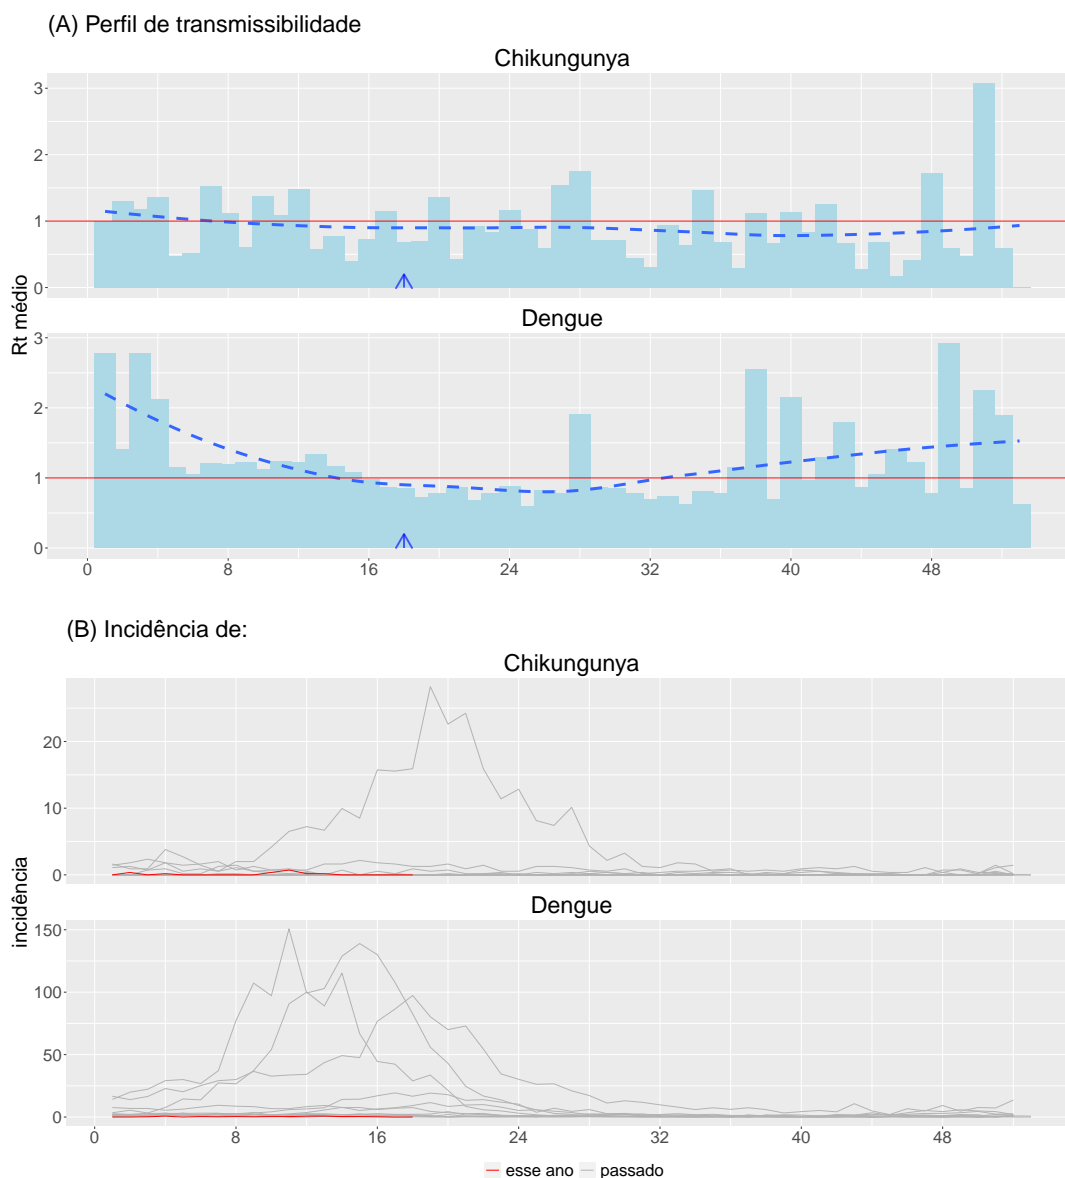 (A) Perfil de transmissibilidade
Chikungunya
3
2
1
0
Rt médio
Dengue
3
2
1
0
0 8 16 24 32 40 48
(B) Incidência de:
Chikungunya
20
10
0
incidência
Dengue
150
100
50
0
0 8 16 24 32 40 48
esse ano passado